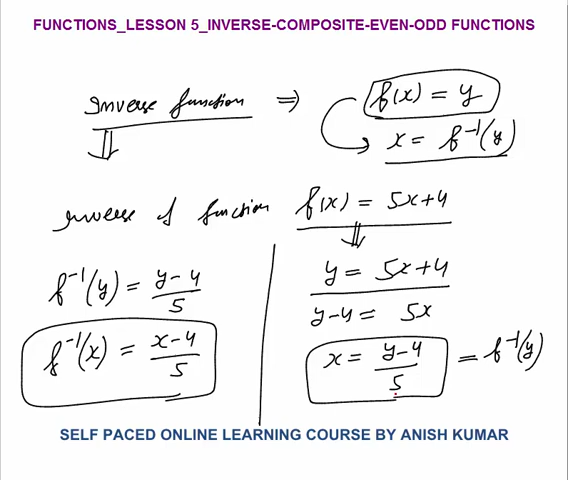 FUNCTIONS_LESSON 5_INVERSE-COMPOSITE-EVEN-ODD FUNCTIONS
Inverse function ⇒ f(x) = y
x = f⁻¹(y)
Inverse of function f(x) = 5x+4
y = 5x+4
y-4 = 5x
x = (y-4)/5 = f⁻¹(y)
f⁻¹(y) = (y-4)/5
f⁻¹(x) = (x-4)/5
SELF PACED ONLINE LEARNING COURSE BY ANISH KUMAR